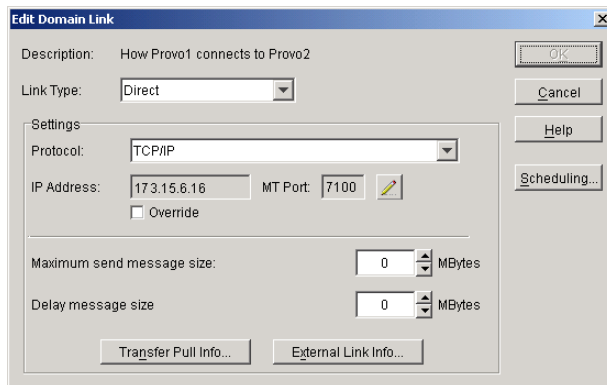 Edit Domain Link
Description: How Provo1 connects to Provo2
OK
Link Type: Direct
Cancel
Settings
Help
Protocol: TCP/IP
IP Address: 173.15.6.16 MT Port: 7100
Scheduling...
Override
Maximum send message size: 0 MBytes
Delay message size 0 MBytes
Transfer Pull Info... External Link Info...